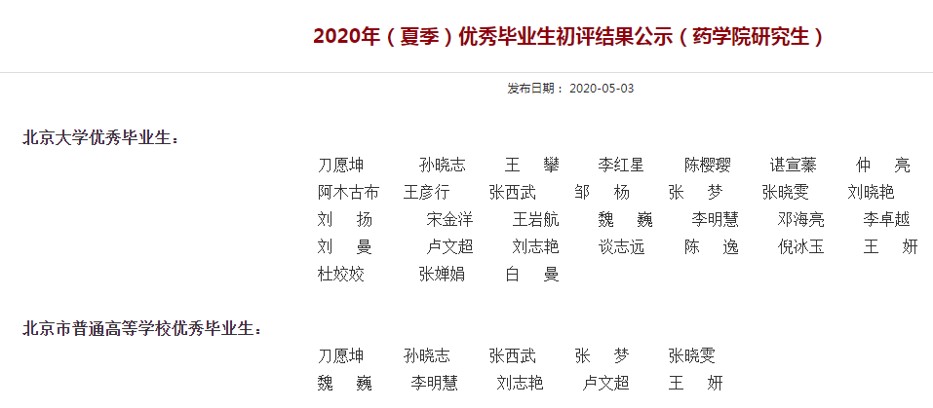 2020年（夏季）优秀毕业生初评结果公示（药学院研究生）
发布日期： 2020-05-03
北京大学优秀毕业生：
刀愿坤 孙晓志 王 攀 李红星 陈樱璎 谌宣蓁 仲 亮
阿木古布 王彦行 张西武 邹 杨 张 梦 张晓雯 刘晓艳
刘 扬 宋金洋 王岩航 魏 巍 李明慧 邓海亮 李卓越
刘 曼 卢文超 刘志艳 谈志远 陈 逸 倪冰玉 王 妍
杜姣姣 张婵娟 白 曼
北京市普通高等学校优秀毕业生：
刀愿坤 孙晓志 张西武 张 梦 张晓雯
魏 巍 李明慧 刘志艳 卢文超 王 妍